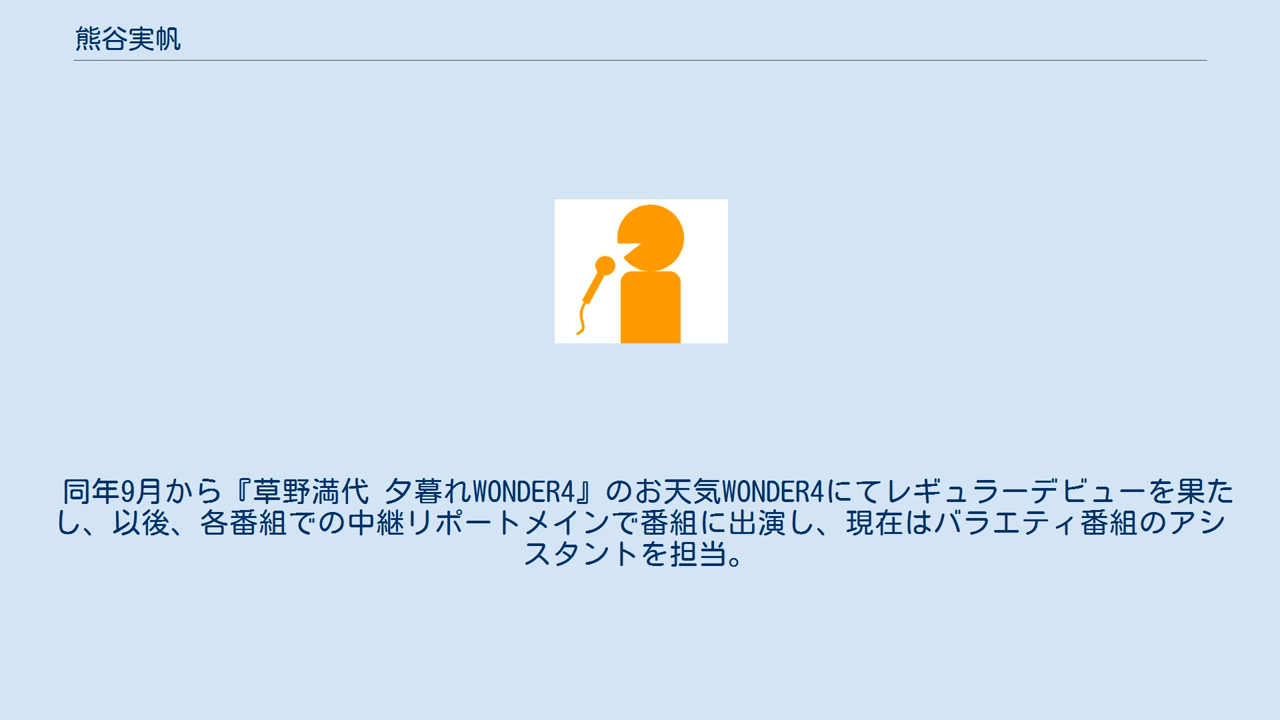 熊谷実帆
同年9月から『草野満代 夕暮れWONDER4』のお天気WONDER4にてレギュラーデビューを果た
し、以後、各番組での中継リポートメインで番組に出演し、現在はバラエティ番組のアシ
スタントを担当。